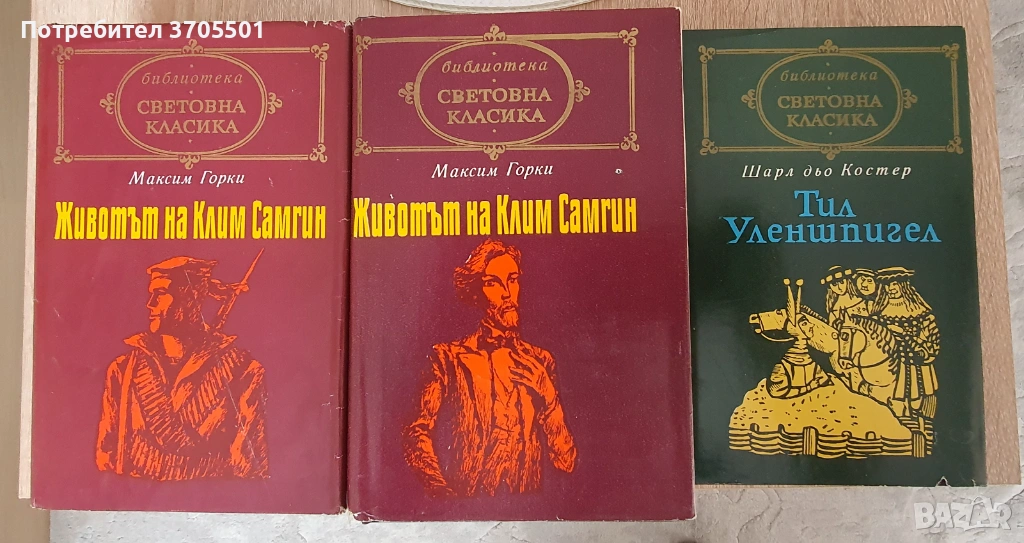 Потребител 3705501
библиотека
СВЕТОВНА
КЛАСИКА
Максим Горки
Животът на Клим Самгин
библиотека
СВЕТОВНА
КЛАСИКА
Максим Горки
Животът на Клим Самгин
библиотека
СВЕТОВНА
КЛАСИКА
Шарл дьо Костер
Тил
Уленшпигел
BAZAR